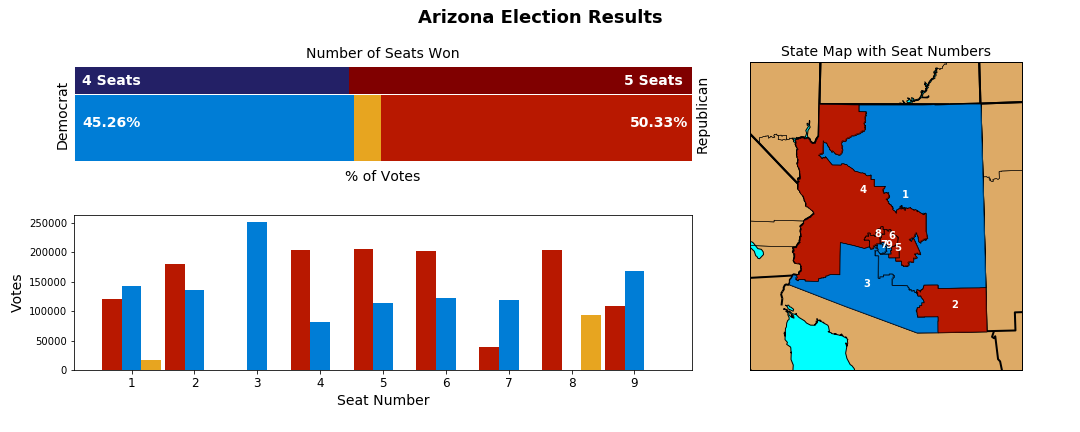 Arizona Election Results
Number of Seats Won
Democrat
4 Seats
5 Seats
45.26%
50.33%
Republican
% of Votes
Votes
250000
200000
150000
100000
50000
0
1 2 3 4 5 6 7 8 9
Seat Number
State Map with Seat Numbers
4
1
8
6
7
9
5
3
2